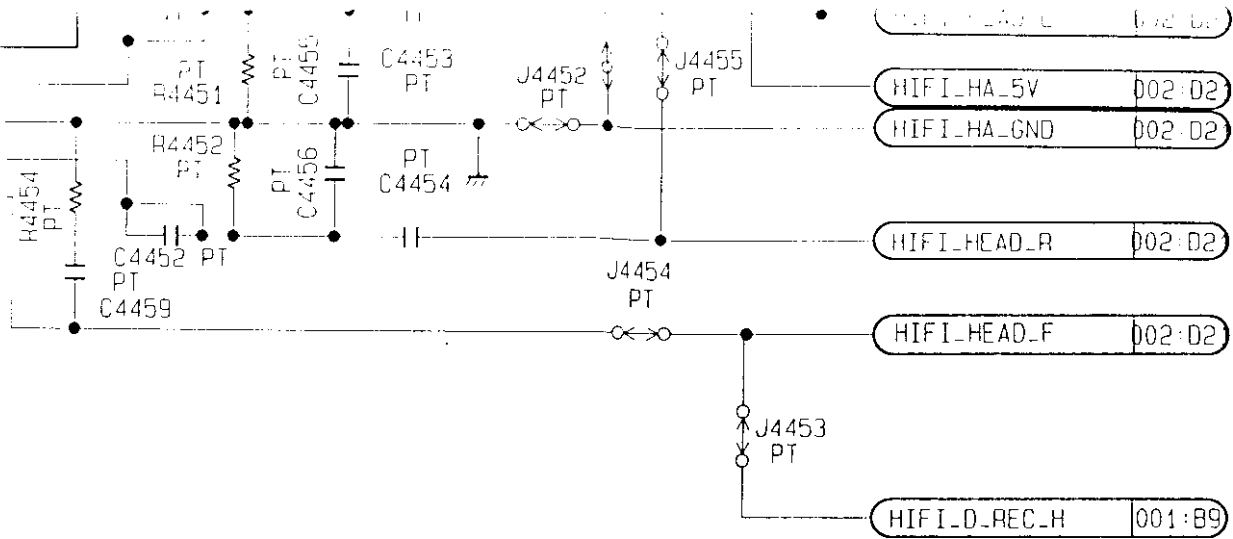 C4455
PT
C4453
PT
J4452
PT
J4455
PT
HIFI_HA_5V 002:D2
PT
R4451
HIFI_HA_GND 002:D2
R4452
PT
PT
C4456
PT
C4454
R4454
PT
HIFI_HEAD_R 002:D2
C4452 PT
PT
C4459
J4454
PT
HIFI_HEAD_F 002:D2
J4453
PT
HIFI_D_REC_H 001:B9